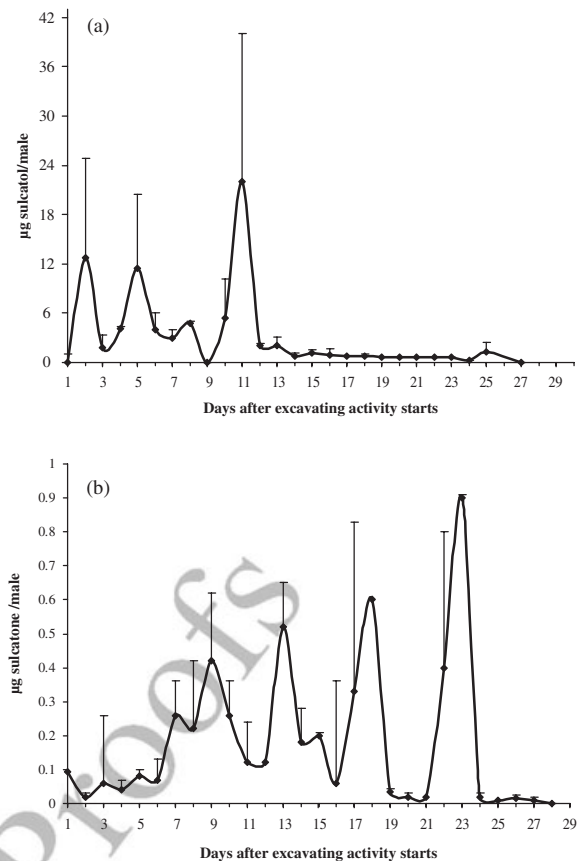 (a)
µg sulcatol/male
42
36
30
24
18
12
6
0
1 3 5 7 9 11 13 15 17 19 21 23 25 27 29
Days after excavating activity starts
(b)
µg sulcatone /male
1
0.9
0.8
0.7
0.6
0.5
0.4
0.3
0.2
0.1
0
1 3 5 7 9 11 13 15 17 19 21 23 25 27 29
Days after excavating activity starts
Proofs